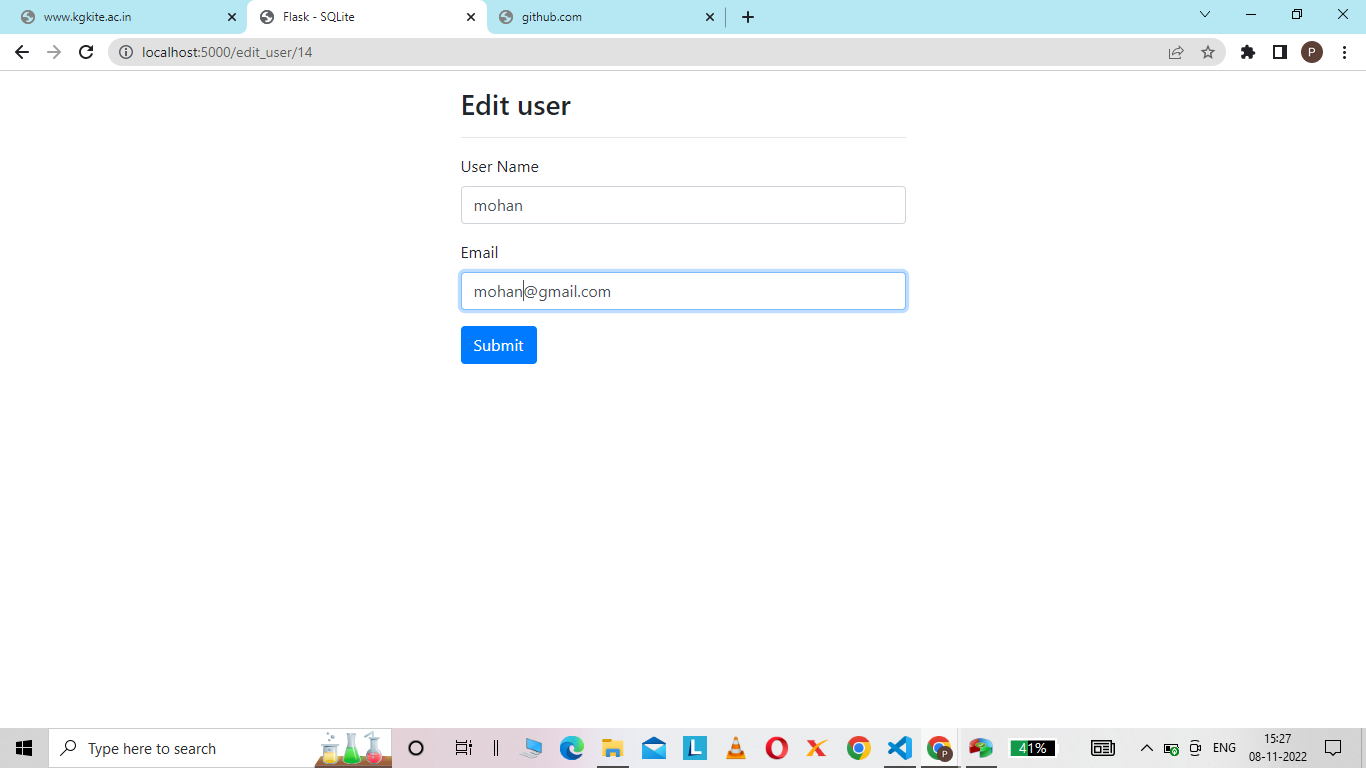 www.kgkite.ac.in
Flask - SQLite
github.com
localhost:5000/edit_user/14
P
Edit user
User Name
mohan
Email
mohan@gmail.com
Submit
Type here to search
L
P
41%
ENG
15:27
08-11-2022